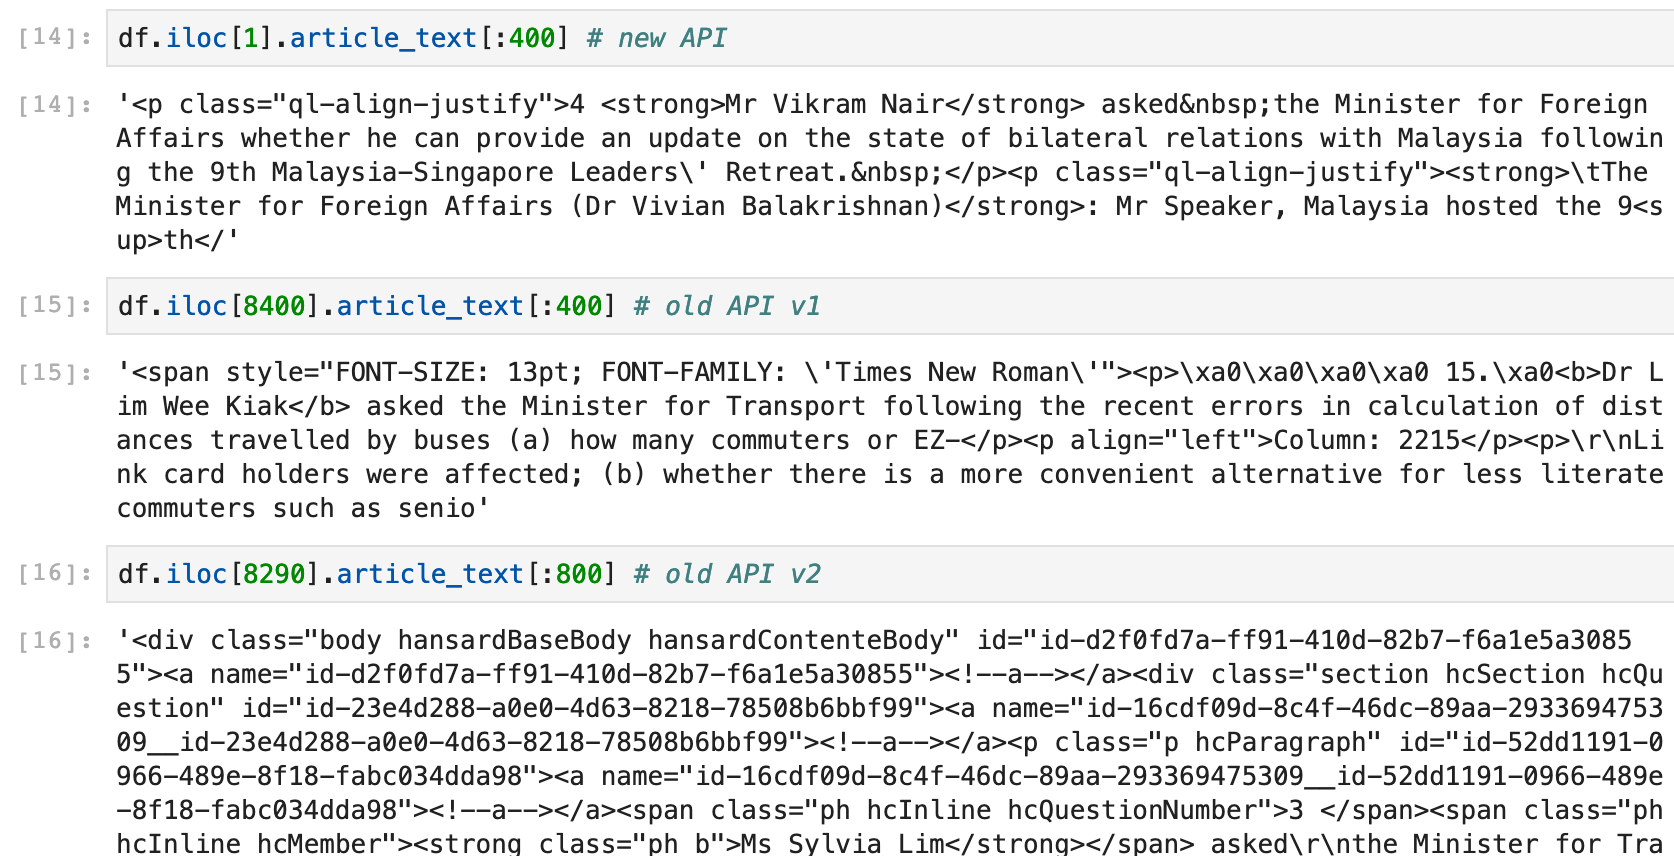 [14]: df.iloc[1].article_text[:400] # new API
[14]: '<p class="ql-align-justify">4 <strong>Mr Vikram Nair</strong> asked&nbsp;the Minister for Foreign
Affairs whether he can provide an update on the state of bilateral relations with Malaysia followin
g the 9th Malaysia-Singapore Leaders\' Retreat.&nbsp;</p><p class="ql-align-justify"><strong>\tThe
Minister for Foreign Affairs (Dr Vivian Balakrishnan)</strong>: Mr Speaker, Malaysia hosted the 9<s
up>th</'
[15]: df.iloc[8400].article_text[:400] # old API v1
[15]: '<span style="FONT-SIZE: 13pt; FONT-FAMILY: \'Times New Roman\'"><p>\xa0\xa0\xa0\xa0 15.\xa0<b>Dr L
im Wee Kiak</b> asked the Minister for Transport following the recent errors in calculation of dist
ances travelled by buses (a) how many commuters or EZ-</p><p align="left">Column: 2215</p><p>\r\nLi
nk card holders were affected; (b) whether there is a more convenient alternative for less literate
commuters such as senio'
[16]: df.iloc[8290].article_text[:800] # old API v2
[16]: '<div class="body hansardBaseBody hansardContenteBody" id="id-d2f0fd7a-ff91-410d-82b7-f6a1e5a3085
5"><a name="id-d2f0fd7a-ff91-410d-82b7-f6a1e5a30855"><!--a--></a><div class="section hcSection hcQu
estion" id="id-23e4d288-a0e0-4d63-8218-78508b6bbf99"><a name="id-16cdf09d-8c4f-46dc-89aa-2933694753
09__id-23e4d288-a0e0-4d63-8218-78508b6bbf99"><!--a--></a><p class="p hcParagraph" id="id-52dd1191-0
966-489e-8f18-fabc034dda98"><a name="id-16cdf09d-8c4f-46dc-89aa-293369475309__id-52dd1191-0966-489e
-8f18-fabc034dda98"><!--a--></a><span class="ph hcInline hcQuestionNumber">3 </span><span class="ph
hcInline hcMember"><strong class="ph b">Ms Sylvia Lim</strong></span> asked\r\nthe Minister for Tra